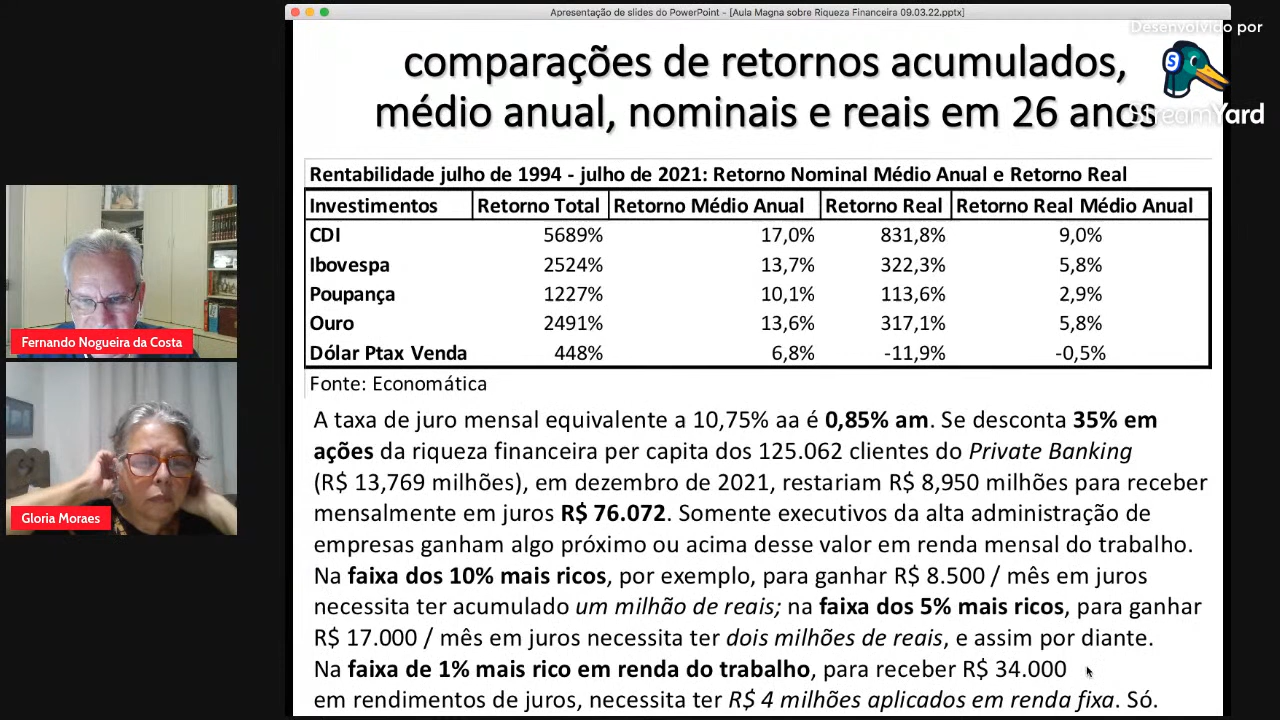 Apresentação de slides do PowerPoint - [Aula Magna sobre Riqueza Financeira 09.03.22.pptx]
Desenvolvido por
S
StreamYard
comparações de retornos acumulados,
médio anual, nominais e reais em 26 anos
Rentabilidade julho de 1994 - julho de 2021: Retorno Nominal Médio Anual e Retorno Real
Investimentos Retorno Total Retorno Médio Anual Retorno Real Retorno Real Médio Anual
CDI 5689% 17,0% 831,8% 9,0%
Ibovespa 2524% 13,7% 322,3% 5,8%
Poupança 1227% 10,1% 113,6% 2,9%
Ouro 2491% 13,6% 317,1% 5,8%
Dólar Ptax Venda 448% 6,8% -11,9% -0,5%
Fonte: Economática
A taxa de juro mensal equivalente a 10,75% aa é 0,85% am. Se desconta 35% em
ações da riqueza financeira per capita dos 125.062 clientes do Private Banking
(R$ 13,769 milhões), em dezembro de 2021, restariam R$ 8,950 milhões para receber
mensalmente em juros R$ 76.072. Somente executivos da alta administração de
empresas ganham algo próximo ou acima desse valor em renda mensal do trabalho.
Na faixa dos 10% mais ricos, por exemplo, para ganhar R$ 8.500 / mês em juros
necessita ter acumulado um milhão de reais; na faixa dos 5% mais ricos, para ganhar
R$ 17.000 / mês em juros necessita ter dois milhões de reais, e assim por diante.
Na faixa de 1% mais rico em renda do trabalho, para receber R$ 34.000
em rendimentos de juros, necessita ter R$ 4 milhões aplicados em renda fixa. Só.
Fernando Nogueira da Costa
Gloria Moraes